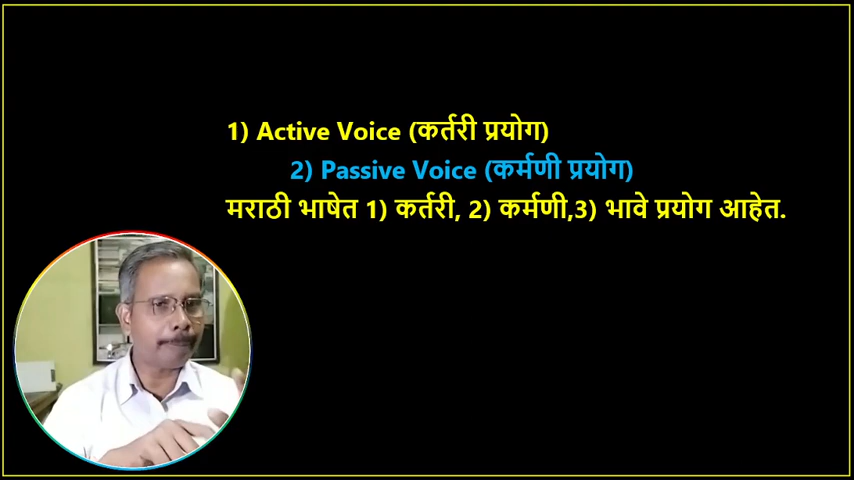 1) Active Voice (कर्तरी प्रयोग)
2) Passive Voice (कर्मणी प्रयोग)
मराठी भाषेत 1) कर्तरी, 2) कर्मणी,3) भावे प्रयोग आहेत.